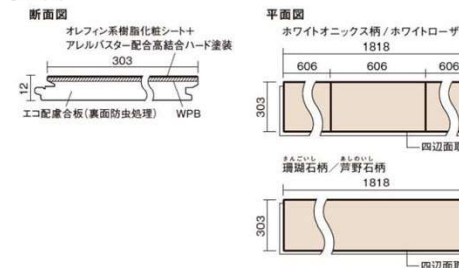 断面図
オレフィン系樹脂化粧シート+
アレルバスター配合高結合ハード塗装
303
12
エコ配慮合板(裏面防虫処理)
WPB
平面図
ホワイトオニックス柄/ホワイトローザ
1818
606
606
606
303
四辺面取
さんごいし
あしのいし
珊瑚石柄/芦野石柄
1818
303
四辺面取